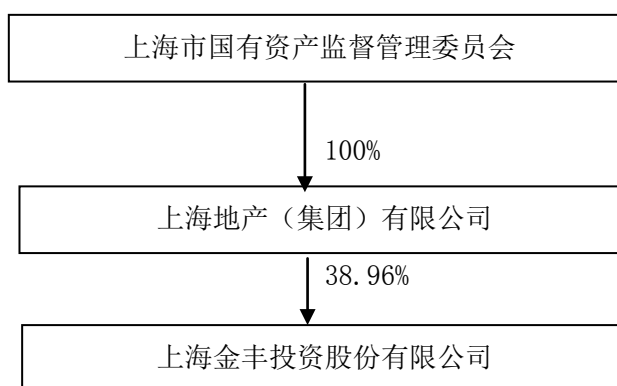 上海市国有资产监督管理委员会
100%
上海地产（集团）有限公司
38.96%
上海金丰投资股份有限公司